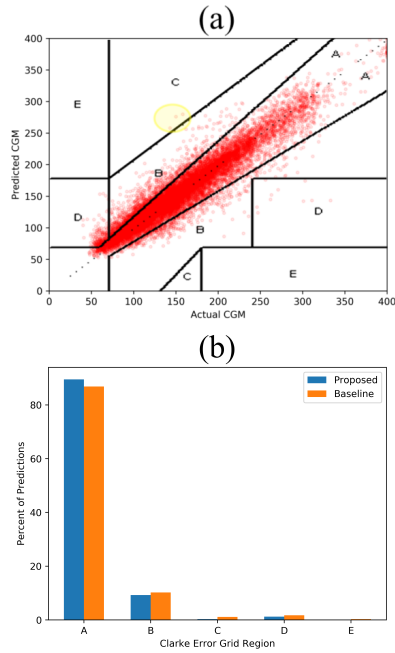 (a)
400
350
300
250
200
150
100
50
0
Predicted CGM
A
C
A
E
B
D
D
B
C
E
0 50 100 150 200 250 300 350 400
Actual CGM
(b)
Proposed
Baseline
80
60
40
20
0
Percent of Predictions
A B C D E
Clarke Error Grid Region